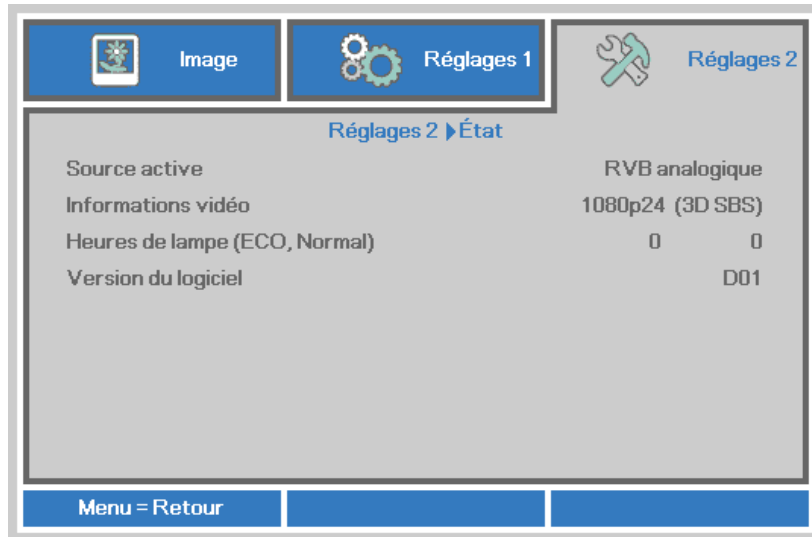 Image
Réglages 1
Réglages 2
Réglages 2 ▶ État
Source active RVB analogique
Informations vidéo 1080p24 (3D SBS)
Heures de lampe (ECO, Normal) 0 0
Version du logiciel D01
Menu = Retour